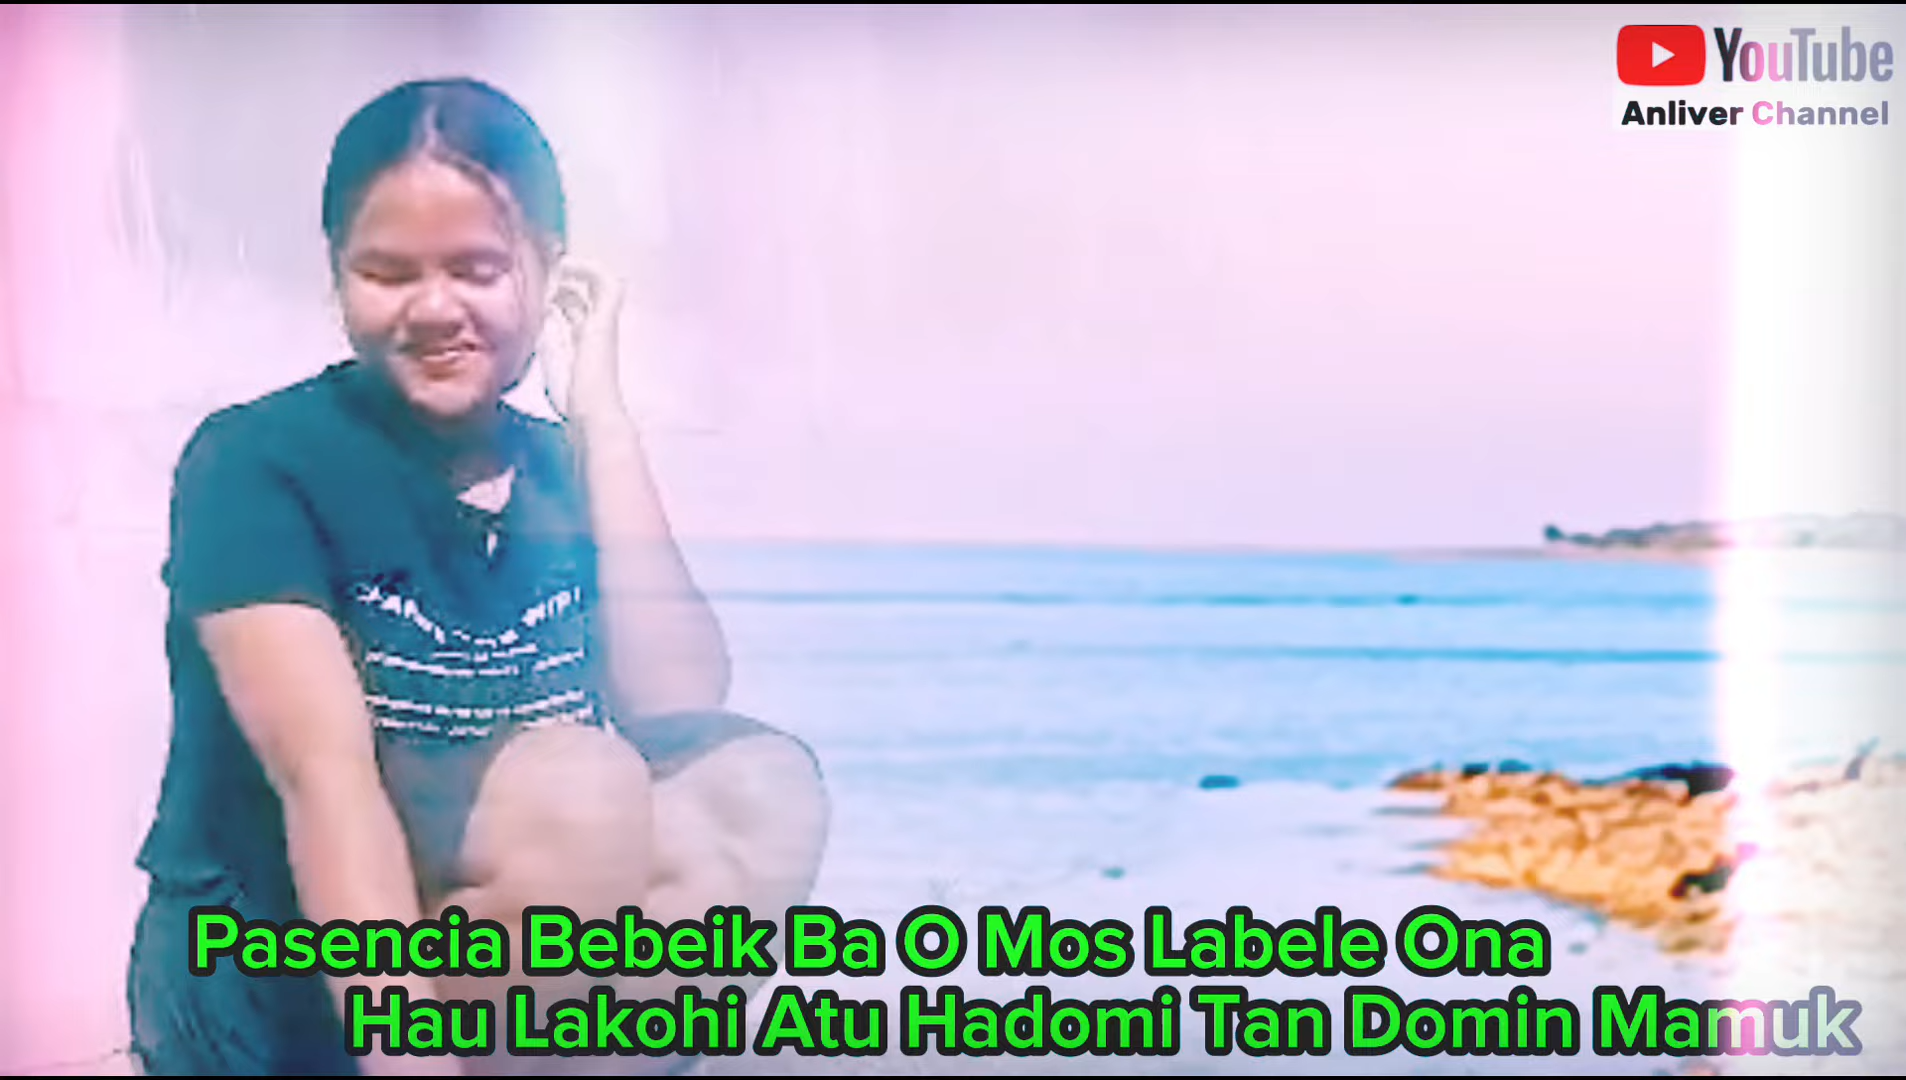 YouTube
Anliver Channel
Pasencia Bebeik Ba O Mos Labele Ona
Hau Lakohi Atu Hadomi Tan Domin Mamuk